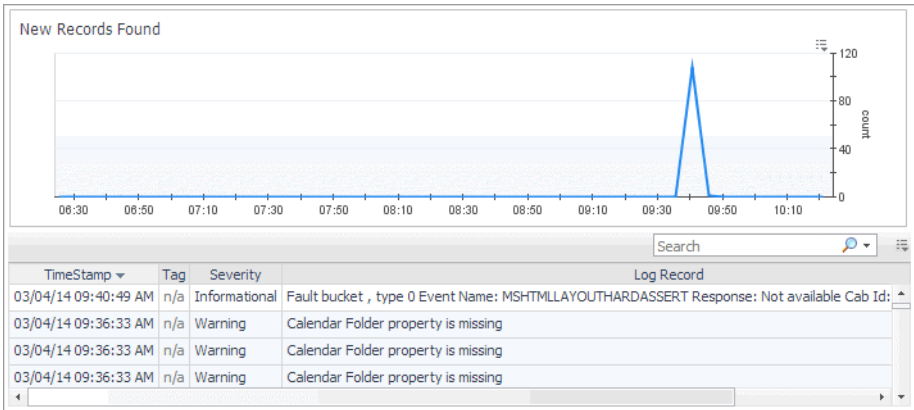 New Records Found
120
80
40
0
count
06:30 06:50 07:10 07:30 07:50 08:10 08:30 08:50 09:10 09:30 09:50 10:10
Search
TimeStamp Tag Severity Log Record
03/04/14 09:40:49 AM n/a Informational Fault bucket , type 0 Event Name: MSHTMLLAYOUTHARDASSERT Response: Not available Cab Id:
03/04/14 09:36:33 AM n/a Warning Calendar Folder property is missing
03/04/14 09:36:33 AM n/a Warning Calendar Folder property is missing
03/04/14 09:36:33 AM n/a Warning Calendar Folder property is missing